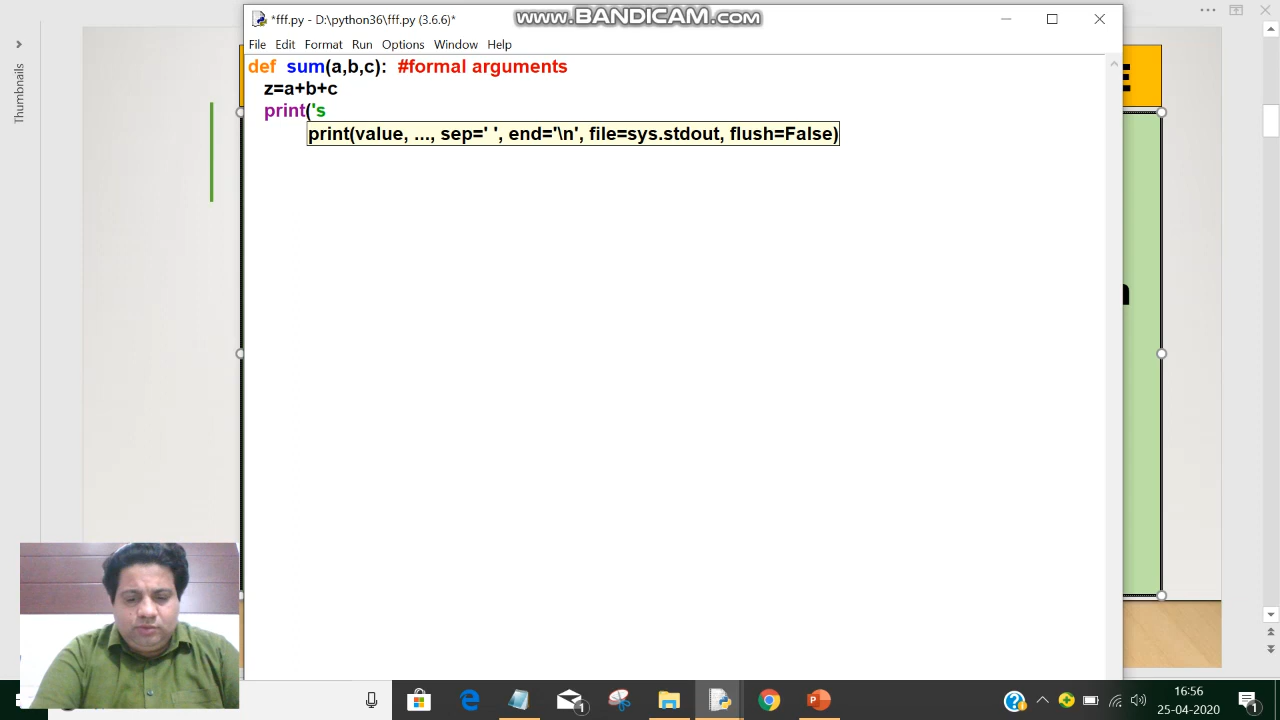 Thumbnails
*fff.py - D:\python36\fff.py (3.6.6)*
www.BANDICAM.com
File Edit Format Run Options Window Help
def sum(a,b,c): #formal arguments
z=a+b+c
print('s
print(value, ..., sep=' ', end='\n', file=sys.stdout, flush=False)
1
16:56
25-04-2020
1